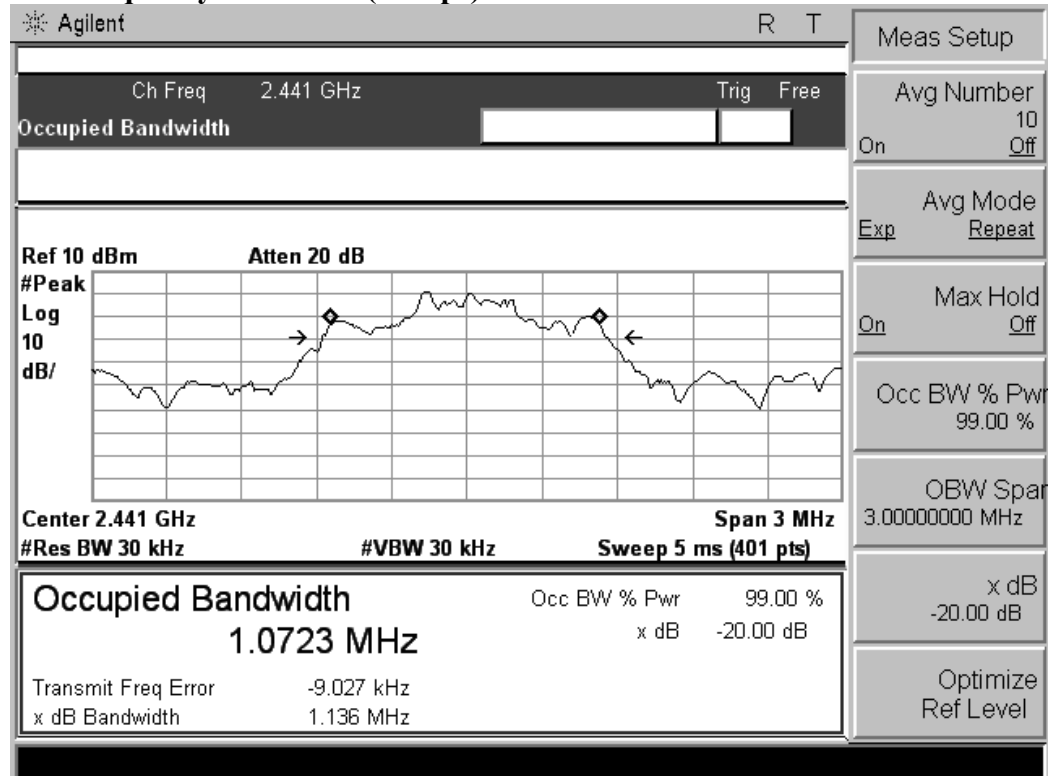 Agilent R T
Ch Freq 2.441 GHz Trig Free
Occupied Bandwidth
Ref 10 dBm Atten 20 dB
#Peak
Log
10
dB/
Center 2.441 GHz Span 3 MHz
#Res BW 30 kHz #VBW 30 kHz Sweep 5 ms (401 pts)
Occupied Bandwidth Occ BW % Pwr 99.00 %
1.0723 MHz x dB -20.00 dB
Transmit Freq Error -9.027 kHz
x dB Bandwidth 1.136 MHz
Meas Setup
Avg Number
10
On Off
Avg Mode
Exp Repeat
Max Hold
On Off
Occ BW % Pwr
99.00 %
OBW Span
3.00000000 MHz
x dB
-20.00 dB
Optimize
Ref Level